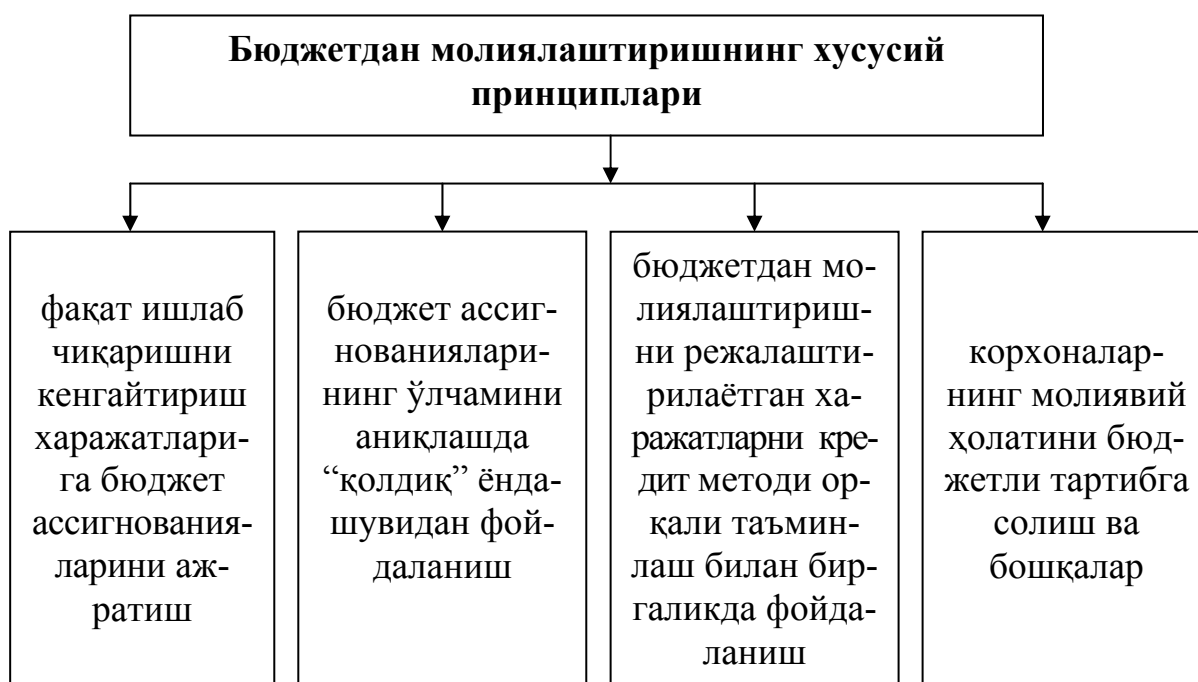 Бюджетдан молиялаштиришнинг хусусий
принциплари
фақат ишлаб
чиқаришни
кенгайтириш
харажатлари-
га бюджет
ассигнования-
ларини аж-
ратиш
бюджет ассиг-
нованиялари-
нинг ўлчамини
аниқлашда
“қолдиқ” ёнда-
шувидан фой-
даланиш
бюджетдан мо-
лиялаштириш-
ни режалашти-
рилаётган ха-
ражатларни кре-
дит методи ор-
қали таъмин-
лаш билан бир-
галикда фойда-
ланиш
корхоналар-
нинг молиявий
ҳолатини бюд-
жетли тартибга
солиш ва
бошқалар